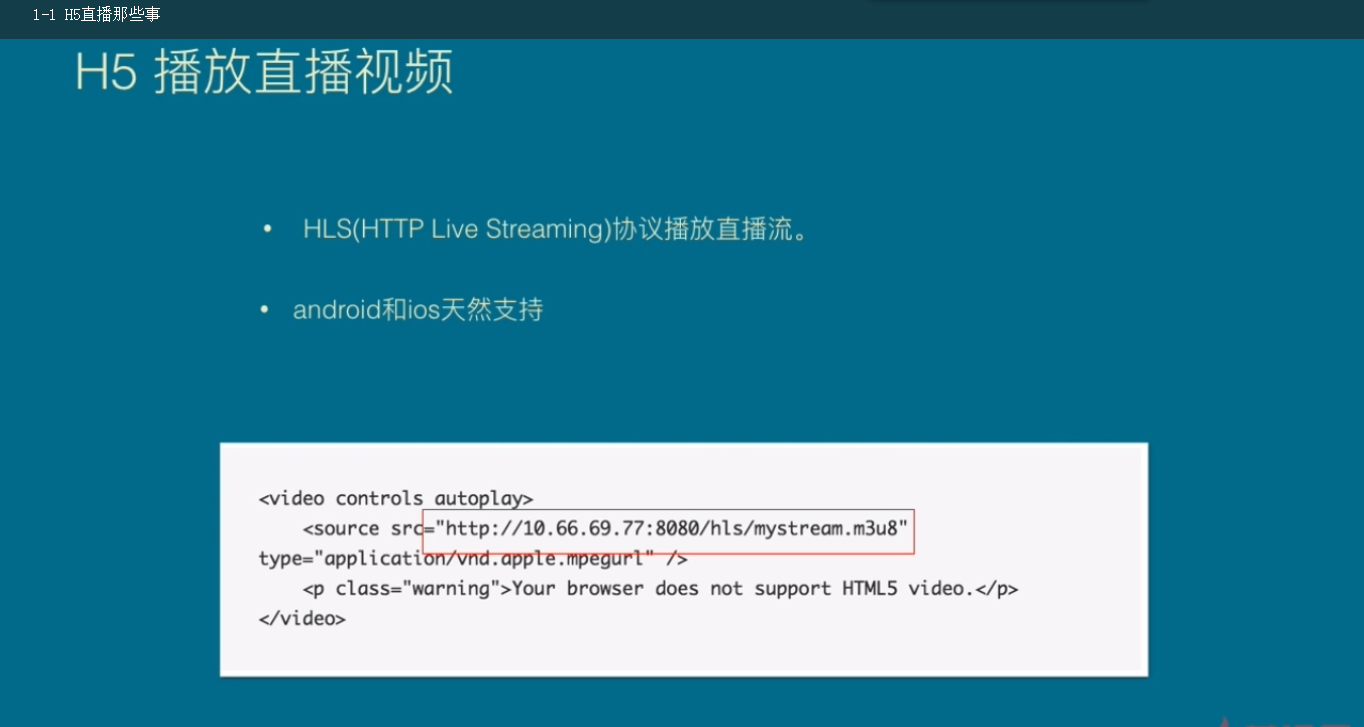 1-1 H5直播那些事
H5 播放直播视频
• HLS(HTTP Live Streaming)协议播放直播流。
• android和ios天然支持
<video controls autoplay>
<source src="http://10.66.69.77:8080/hls/mystream.m3u8"
type="application/vnd.apple.mpegurl" />
<p class="warning">Your browser does not support HTML5 video.</p>
</video>